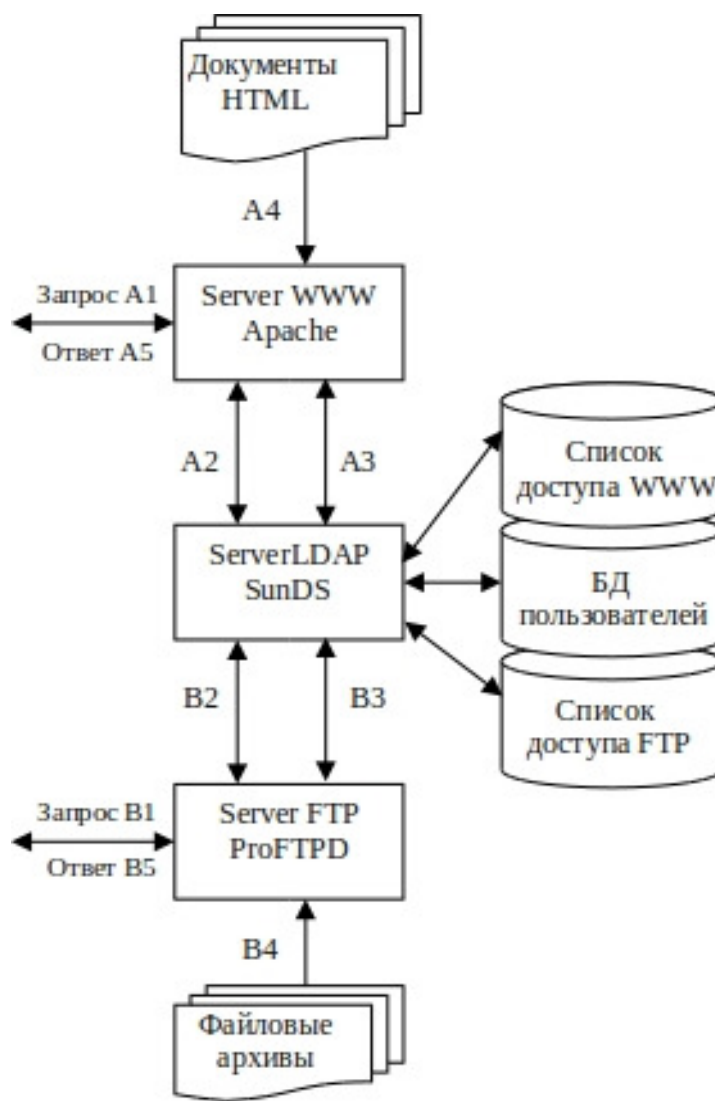 Документы
HTML
A4
Запрос A1
Server WWW
Apache
Ответ A5
A2
A3
Список
доступа WWW
ServerLDAP
SunDS
БД
пользователей
B2
B3
Список
доступа FTP
Запрос B1
Server FTP
ProFTPD
Ответ B5
B4
Файловые
архивы